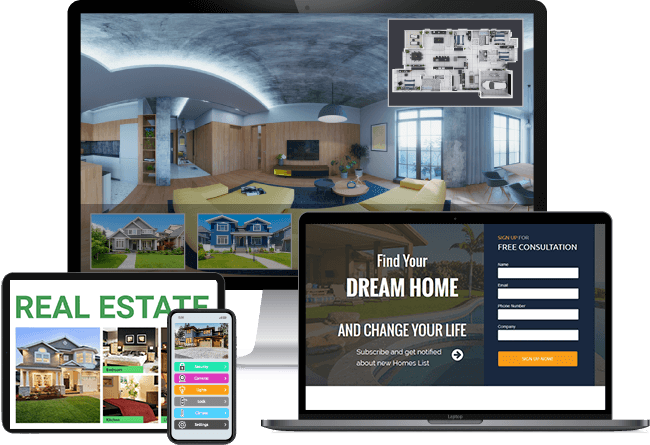 Find Your
DREAM HOME
AND CHANGE YOUR LIFE
Subscribe and get notified
about new Homes List
SIGN UP FOR
FREE CONSULTATION
Name
Email
Phone Number
Company
SIGN UP NOW
REAL ESTATE
Bedroom
Kitchen
Security
Cameras
Lights
Lock
Climate
Settings
Laptop